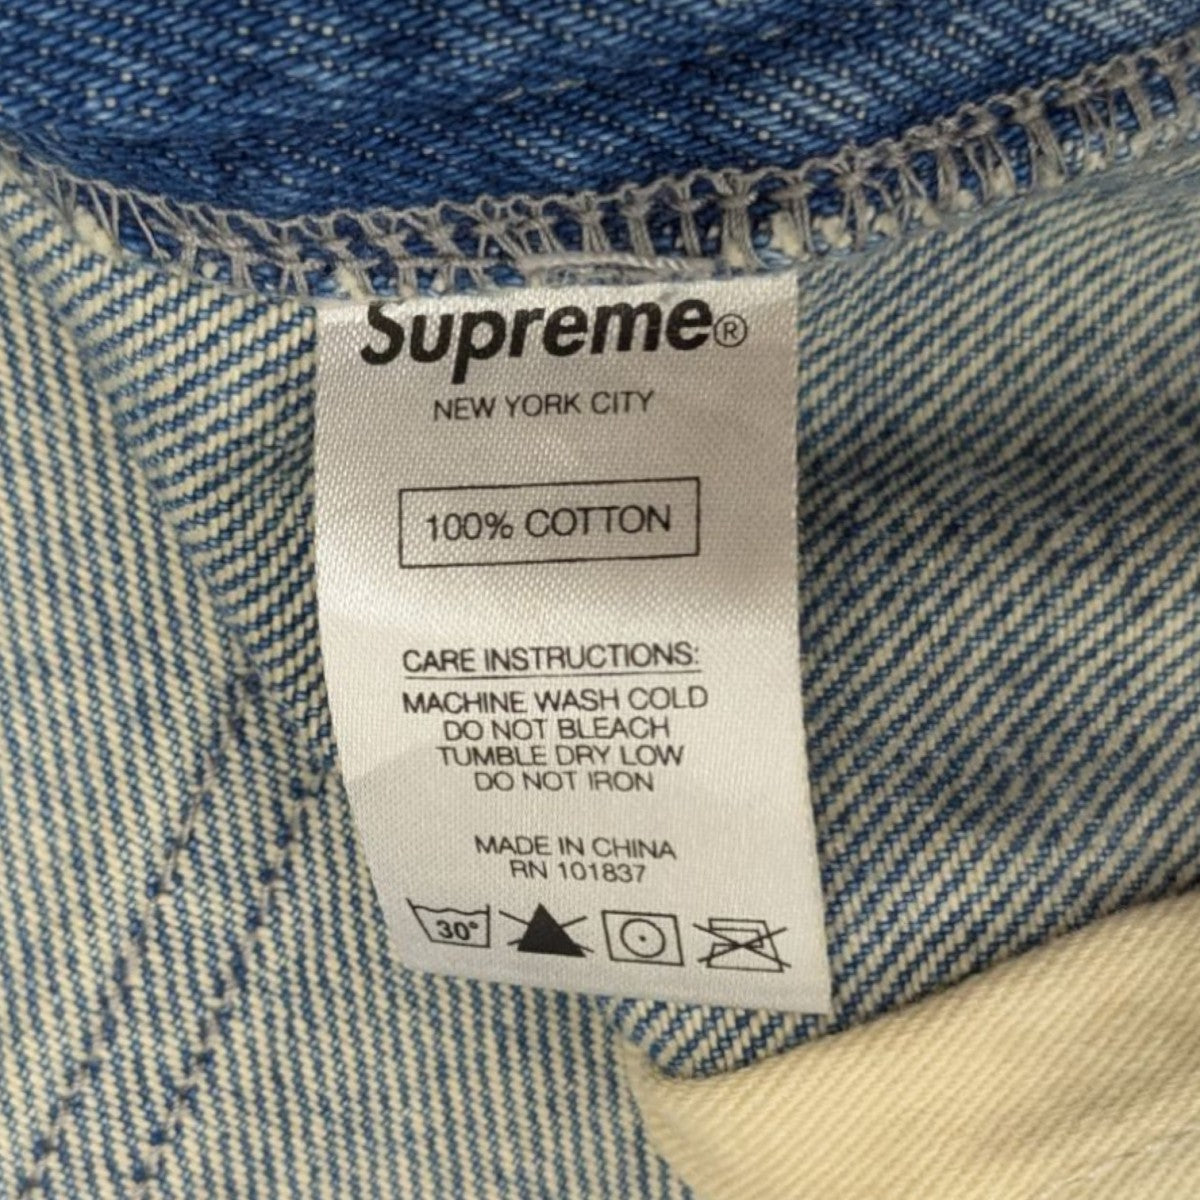 Supreme®
NEW YORK CITY
100% COTTON
CARE INSTRUCTIONS:
MACHINE WASH COLD
DO NOT BLEACH
TUMBLE DRY LOW
DO NOT IRON
MADE IN CHINA
RN 101837
30°